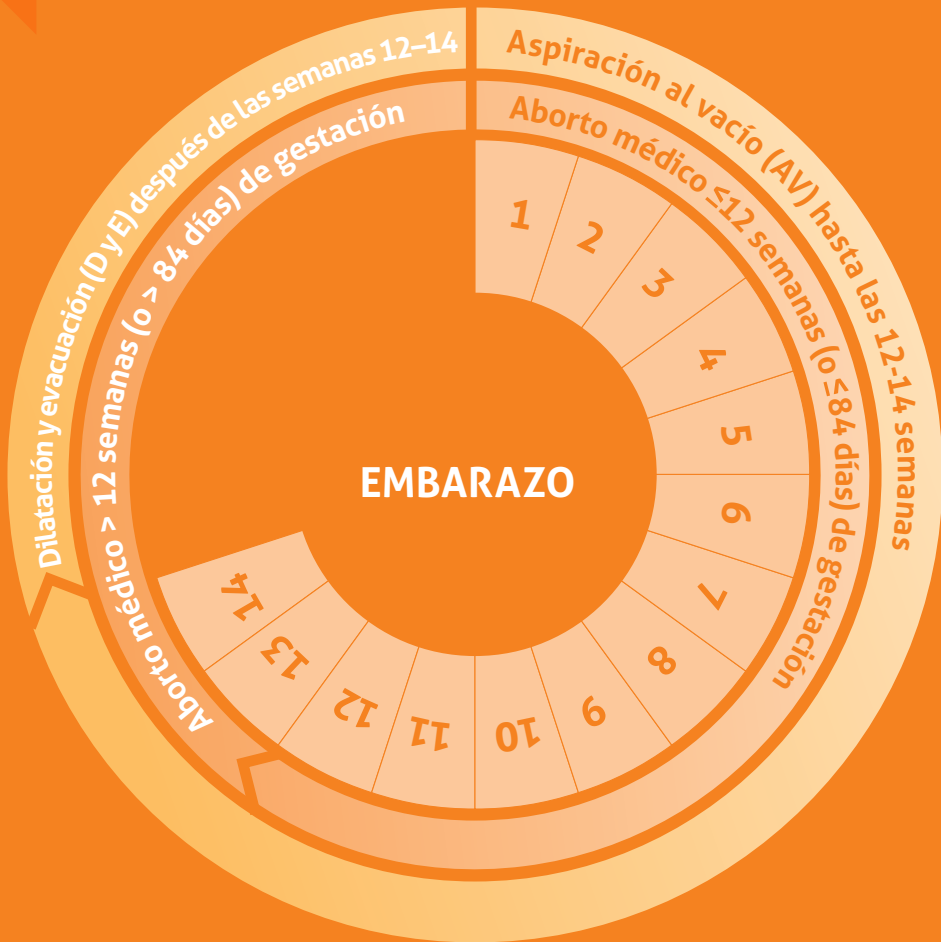 Dilatación y evacuación (D y E) después de las semanas 12–14
Aspiración al vacío (AV) hasta las 12-14 semanas
Aborto médico > 12 semanas (o > 84 días) de gestación
Aborto médico ≤12 semanas (o ≤84 días) de gestación
1
2
3
4
5
6
7
8
9
10
11
12
13
14
EMBARAZO